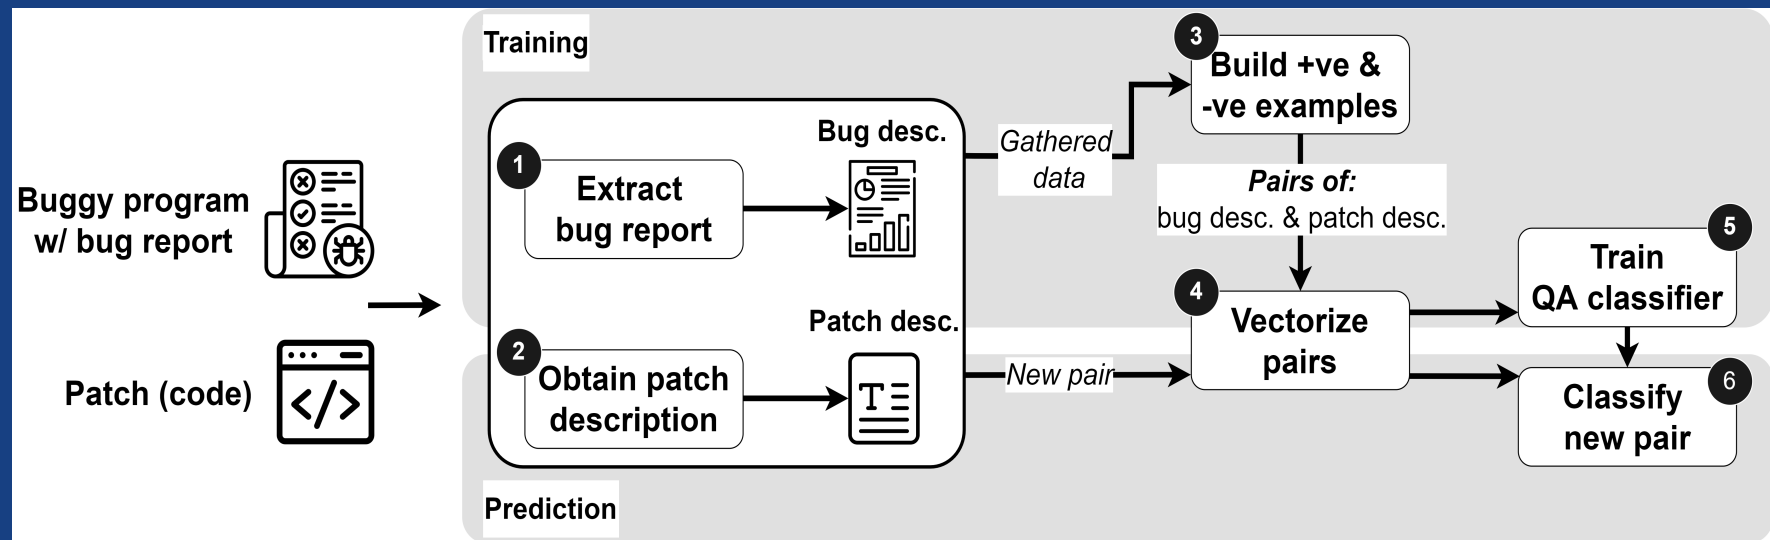 Training
Buggy program
w/ bug report
Patch (code)
1
Extract
bug report
Bug desc.
2
Obtain patch
description
Patch desc.
T
</>
Gathered
data
New pair
3
Build +ve &
-ve examples
Pairs of:
bug desc. & patch desc.
4
Vectorize
pairs
5
Train
QA classifier
6
Classify
new pair
Prediction